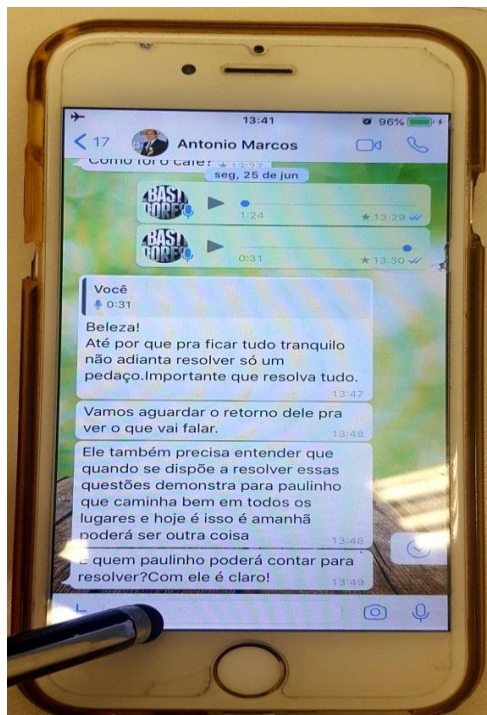 13:41
96%
17
Antonio Marcos
Como foi o café?
seg, 25 de jun
BAST
DORES
1:24
13:29
BAST
DORES
0:31
13:30
Você
0:31
Beleza!
Até por que pra ficar tudo tranquilo
não adianta resolver só um
pedaço.Importante que resolva tudo.
13:47
Vamos aguardar o retorno dele pra
ver o que vai falar.
13:48
Ele também precisa entender que
quando se dispõe a resolver essas
questões demonstra para paulinho
que caminha bem em todos os
lugares e hoje é isso é amanhã
poderá ser outra coisa
13:48
E quem paulinho poderá contar para
resolver?Com ele é claro!
13:49